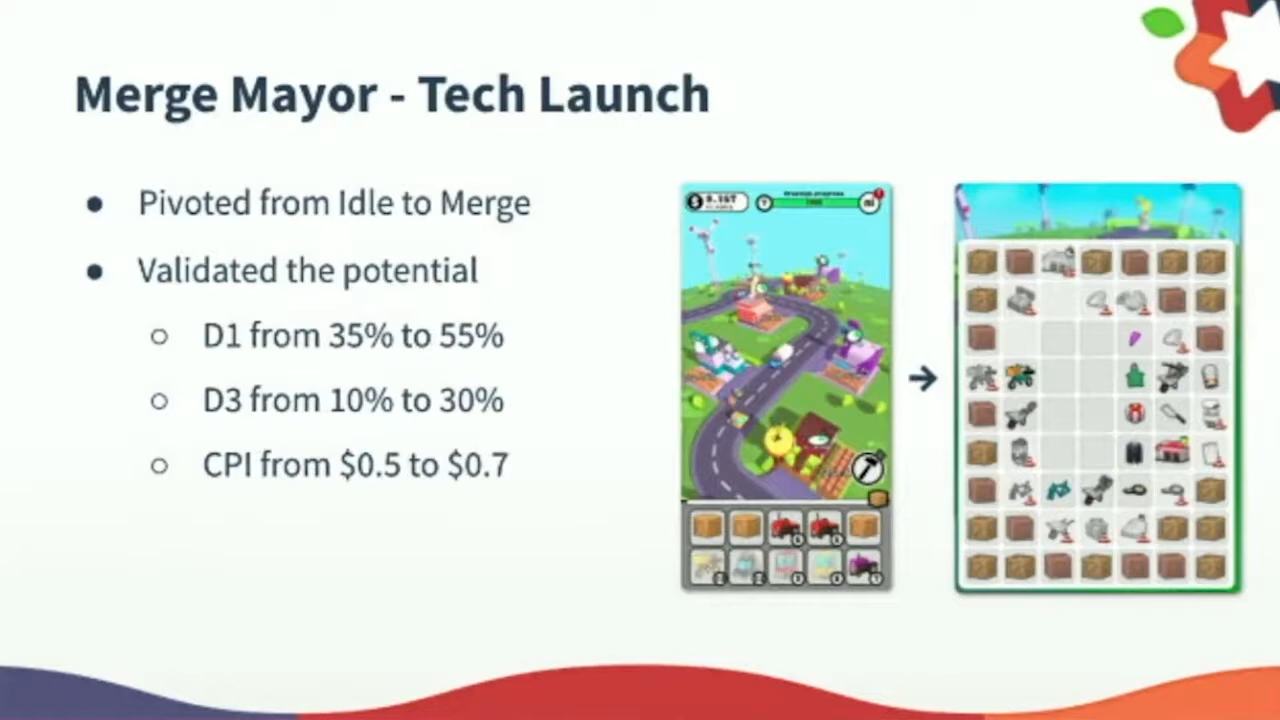 Merge Mayor - Tech Launch
Pivoted from Idle to Merge
Validated the potential
D1 from 35% to 55%
D3 from 10% to 30%
CPI from $0.5 to $0.7